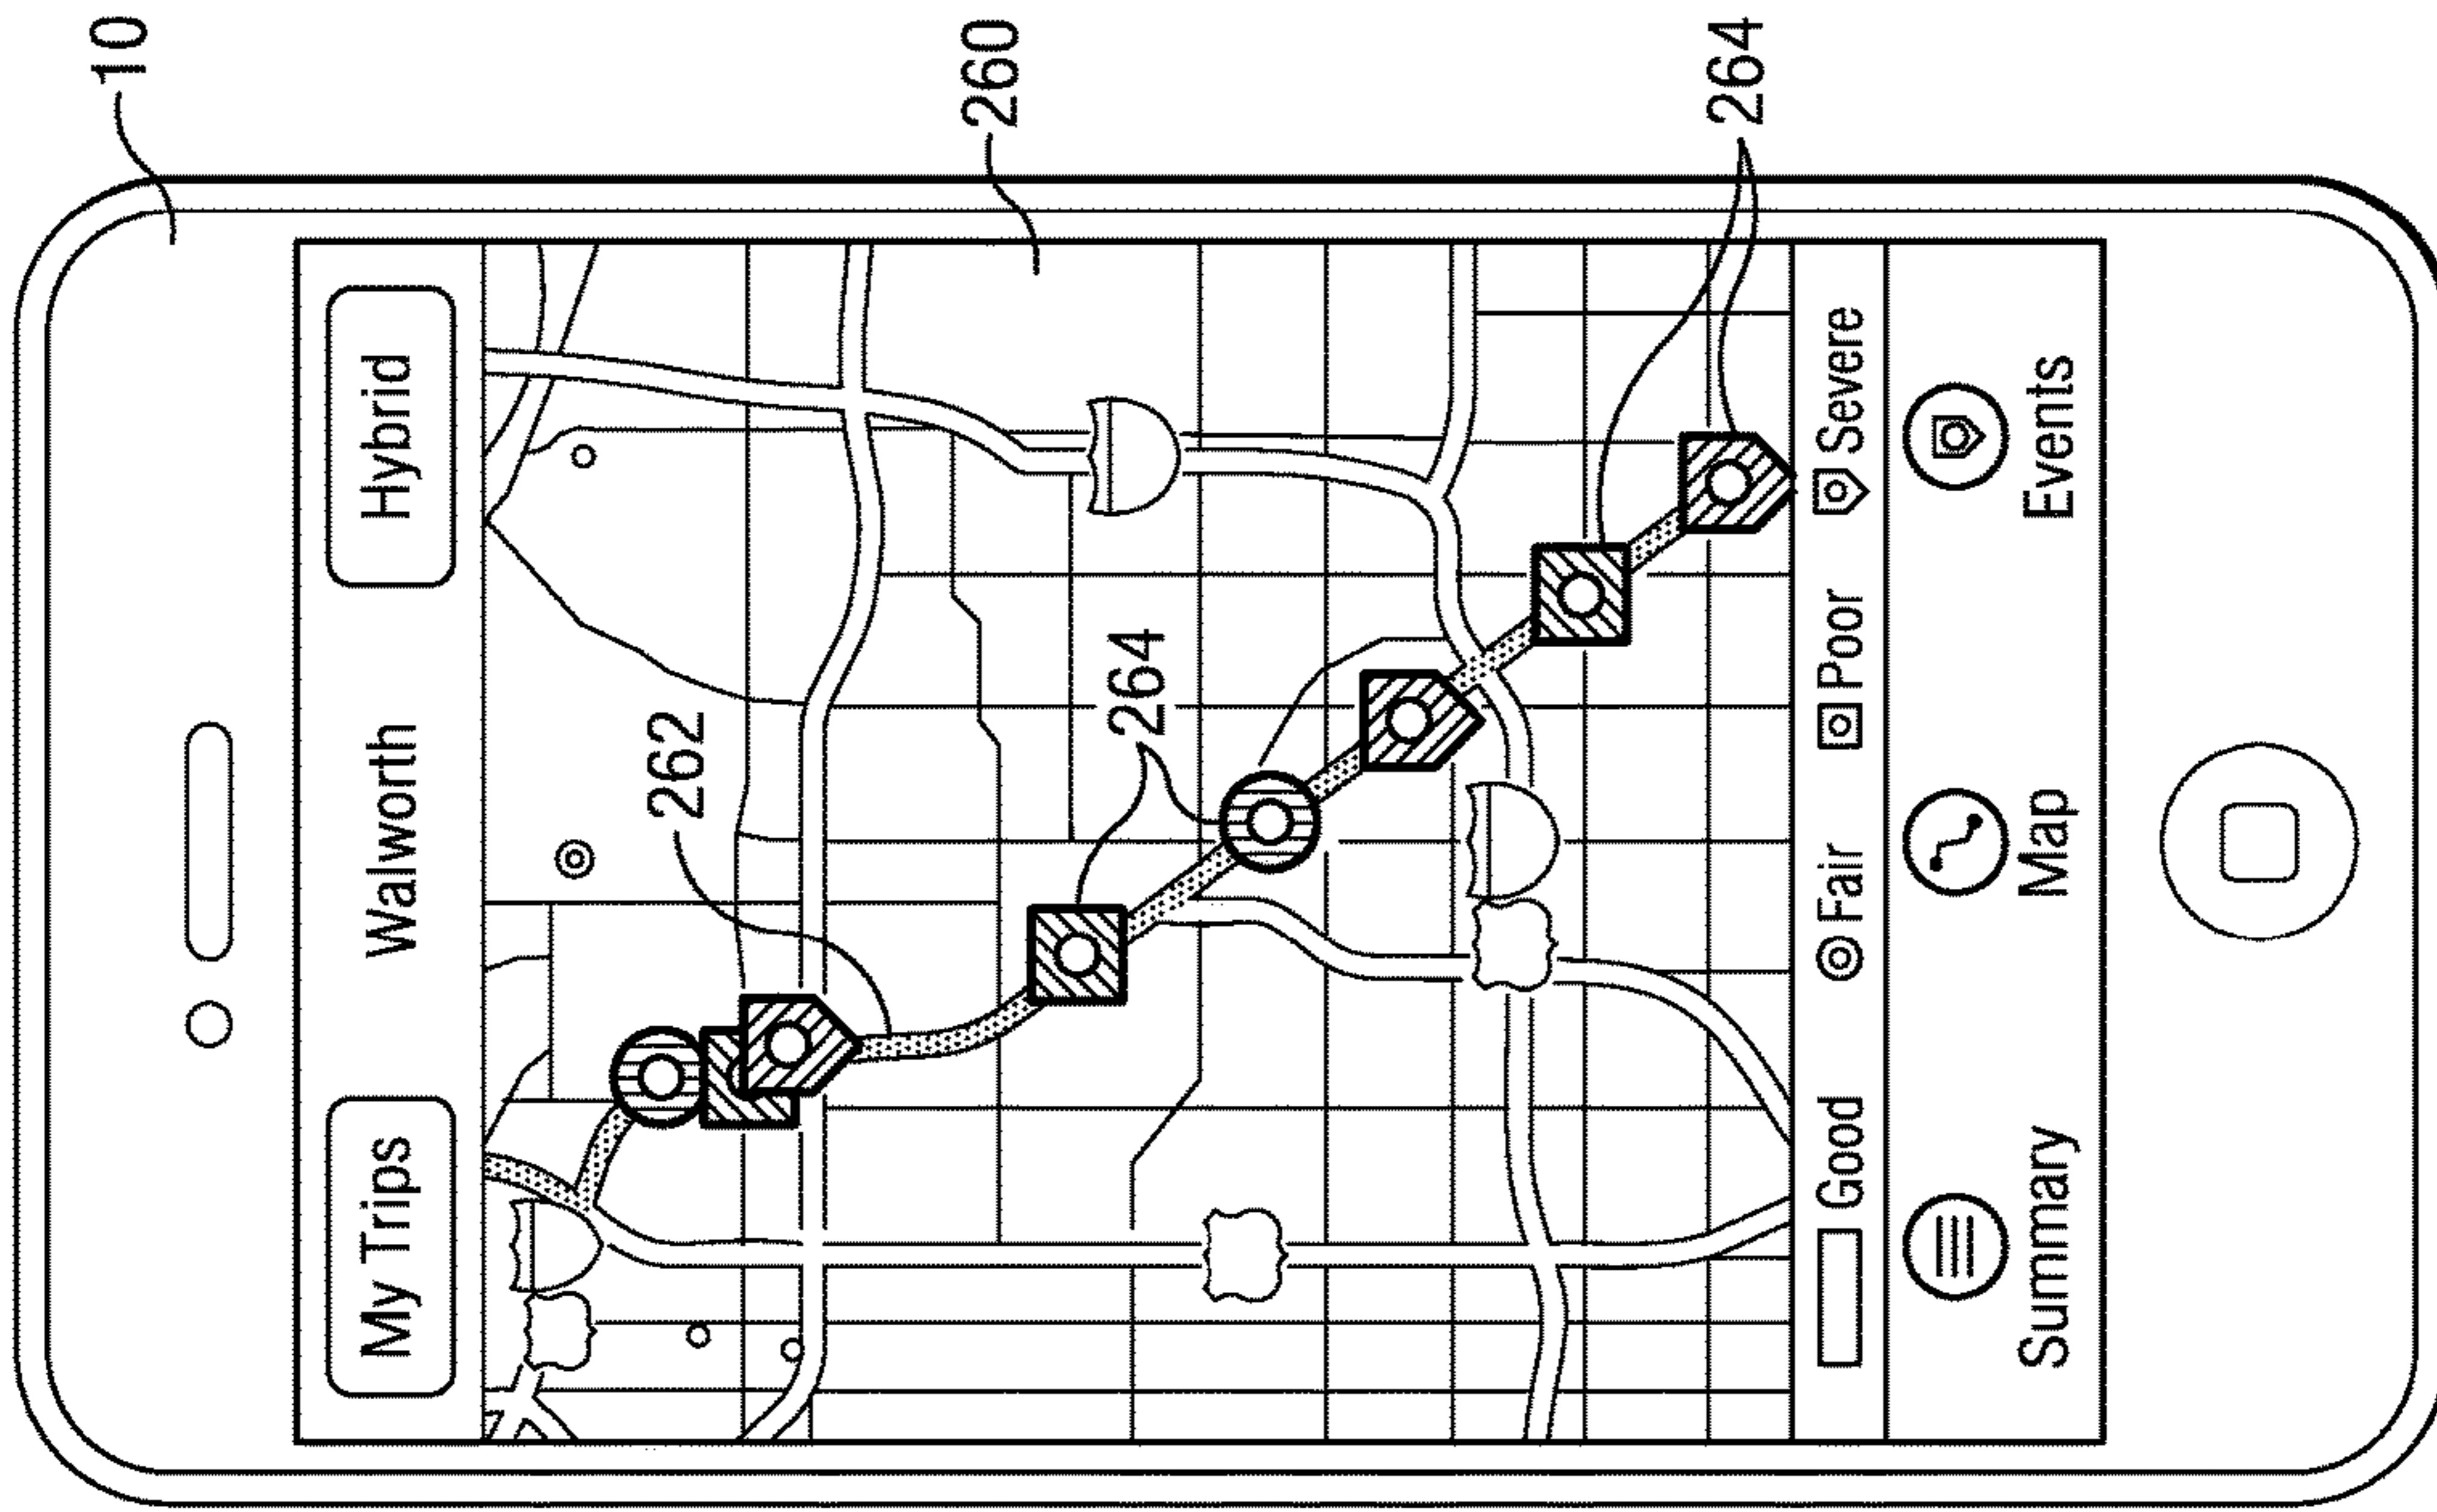 10
My Trips Walworth Hybrid
262
260
264
264
Good Fair Poor Severe
Summary Map Events